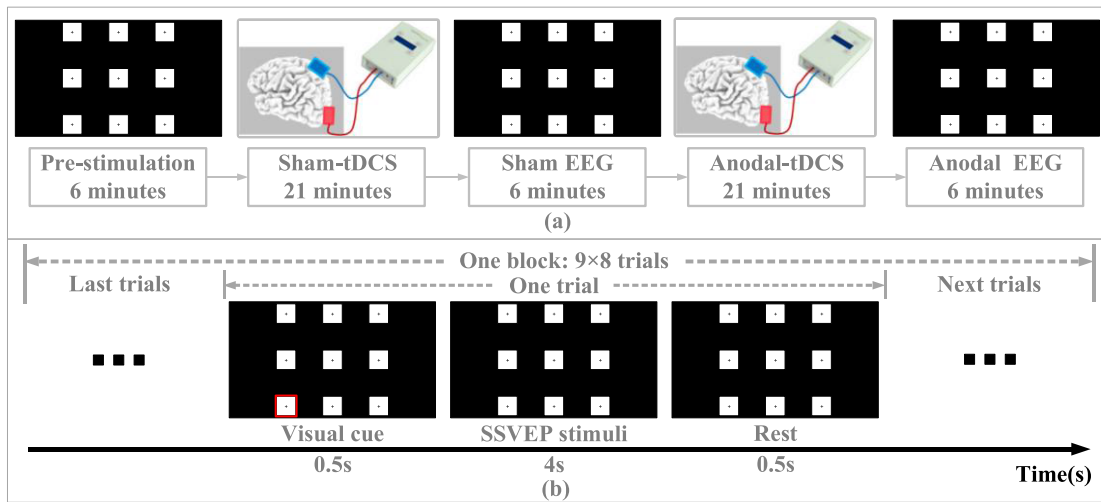 Pre-stimulation
6 minutes
Sham-tDCS
21 minutes
Sham EEG
6 minutes
Anodal-tDCS
21 minutes
Anodal EEG
6 minutes
(a)
One block: 9×8 trials
Last trials
One trial
Next trials
Visual cue
SSVEP stimuli
Rest
0.5s
4s
0.5s
Time(s)
(b)